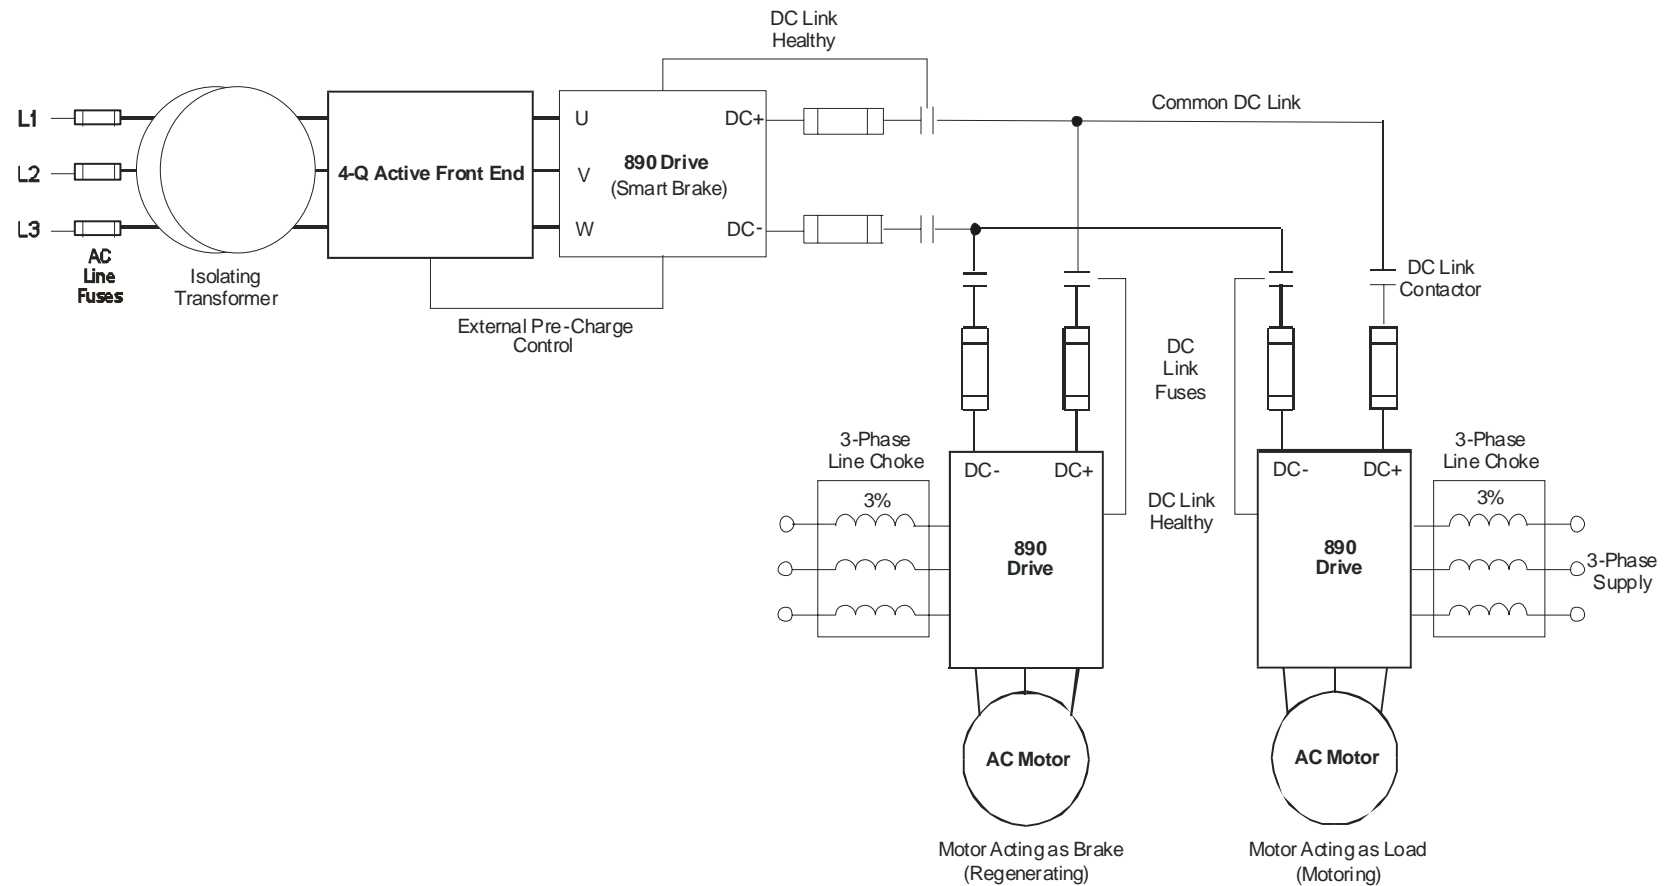 DC Link
Healthy
Common DC Link
L1
L2
L3
AC
Line
Fuses
Isolating
Transformer
4-Q Active Front End
U
V
W
890 Drive
(Smart Brake)
DC+
DC-
External Pre-Charge
Control
DC Link
Contactor
DC
Link
Fuses
3-Phase
Line Choke
3%
DC-
DC+
890
Drive
DC Link
Healthy
DC-
DC+
890
Drive
3-Phase
Line Choke
3%
3-Phase
Supply
AC Motor
AC Motor
Motor Acting as Brake
(Regenerating)
Motor Acting as Load
(Motoring)